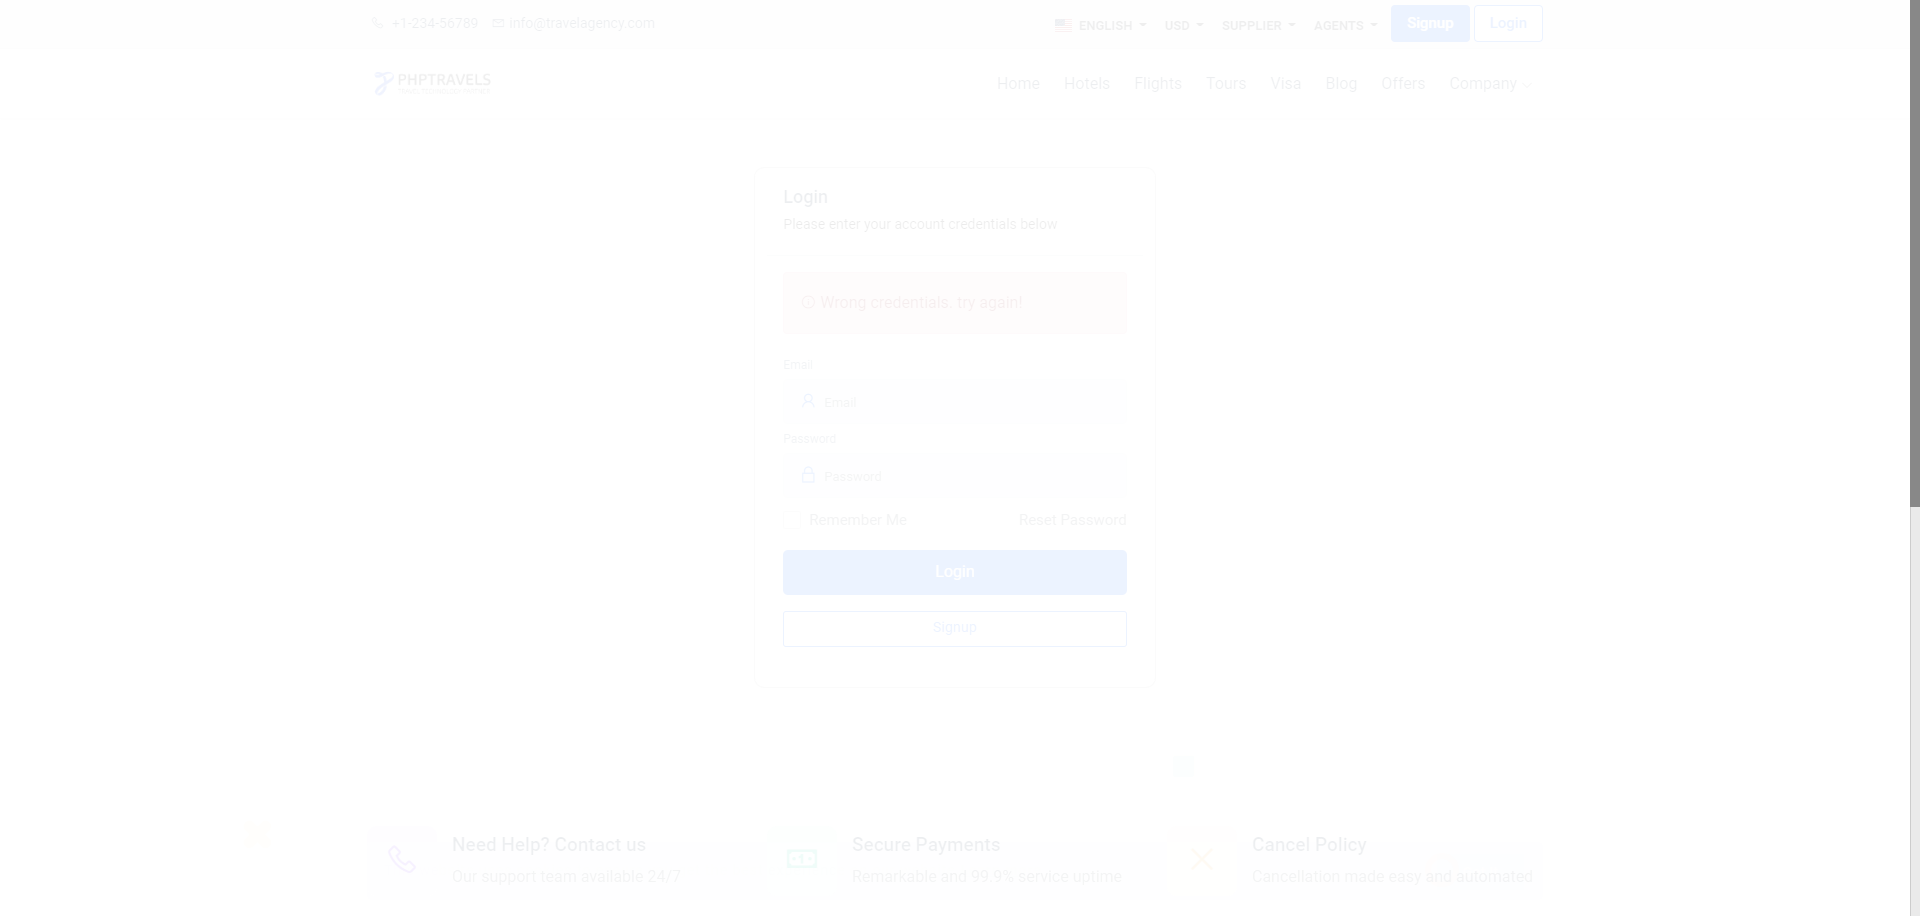 +1-234-56789 info@travelagency.com ENGLISH USD SUPPLIER AGENTS Signup Login
PHPTRAVELS Home Hotels Flights Tours Visa Blog Offers Company
Login
Please enter your account credentials below
Wrong credentials. try again!
Email
Email
Password
Password
Remember Me Reset Password
Login
Signup
Need Help? Contact us
Our support team available 24/7
Secure Payments
Remarkable and 99.9% service uptime
Cancel Policy
Cancellation made easy and automated